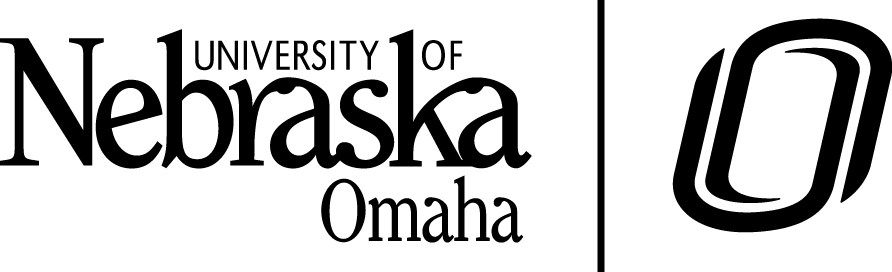 UNIVERSITY OF
Nebraska
Omaha
O